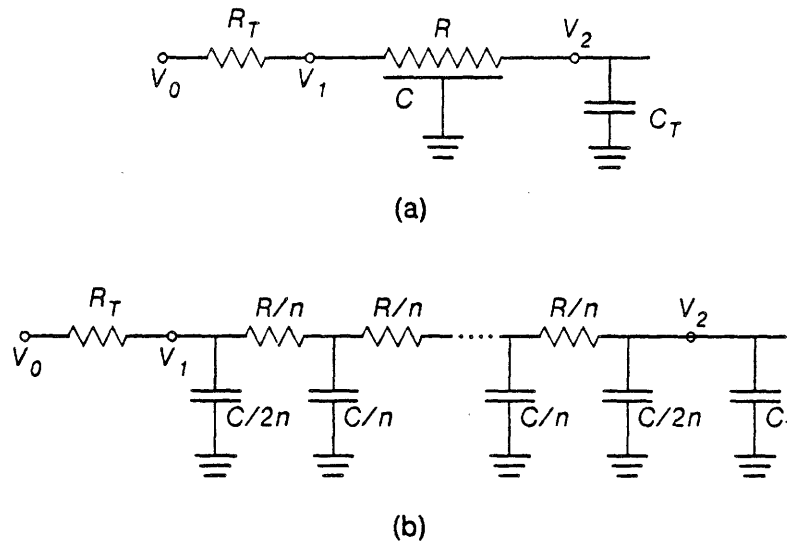 R_T R V_2
V_0 V_1 C C_T
(a)
R_T R/n R/n R/n V_2
V_0 V_1
C/2n C/n C/n C/2n
(b)